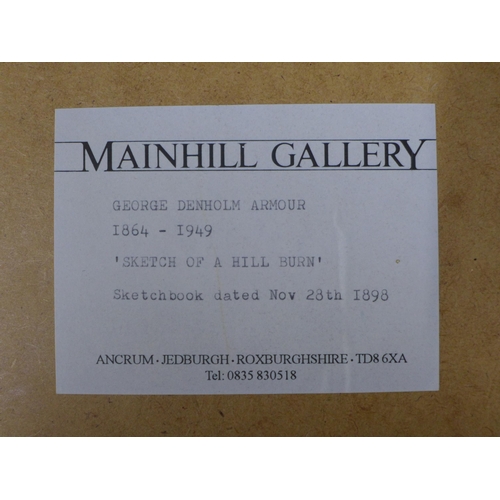 MAINHILL GALLERY
GEORGE DENHOLM ARMOUR
1864 - 1949
'SKETCH OF A HILL BURN'
Sketchbook dated Nov 28th 1898
ANCRUM · JEDBURGH · ROXBURGHSHIRE · TD8 6XA
Tel: 0835 830518